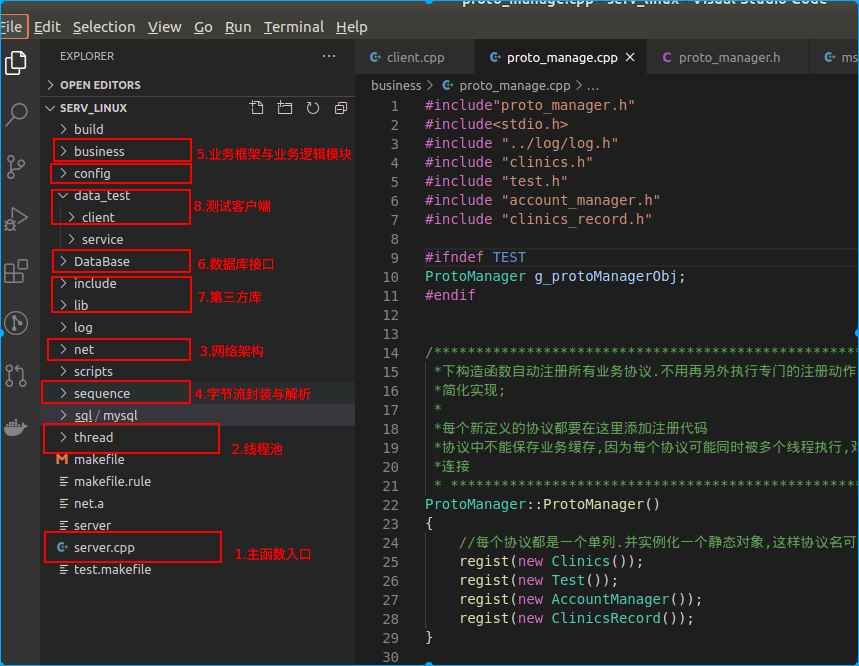 proto_manage.cpp - serv_linux - Visual Studio Code
File Edit Selection View Go Run Terminal Help
EXPLORER ...
OPEN EDITORS
SERV_LINUX
build
business 5.业务框架与业务逻辑模块
config
data_test
client 8.测试客户端
service
DataBase 6.数据库接口
include
lib 7.第三方库
log
net 3.网络架构
scripts
sequence 4.字节流封装与解析
sql / mysql
thread 2.线程池
makefile
makefile.rule
net.a
server
server.cpp 1.主函数入口
test.makefile
client.cpp proto_manage.cpp proto_manager.h ms
business > proto_manage.cpp > ...
1 #include"proto_manager.h"
2 #include<stdio.h>
3 #include "../log/log.h"
4 #include "clinics.h"
5 #include "test.h"
6 #include "account_manager.h"
7 #include "clinics_record.h"
8
9 #ifndef TEST
10 ProtoManager g_protoManagerObj;
11 #endif
12
13
14 /**********************************************
15 *下构造函数自动注册所有业务协议.不用再另外执行专门的注册动作
16 *简化实现;
17 *
18 *每个新定义的协议都要在这里添加注册代码
19 *协议中不能保存业务缓存,因为每个协议可能同时被多个线程执行,对
20 *连接
21 * ********************************************
22 ProtoManager::ProtoManager()
23 {
24 //每个协议都是一个单列.并实例化一个静态对象,这样协议名可
25 regist(new Clinics());
26 regist(new Test());
27 regist(new AccountManager());
28 regist(new ClinicsRecord());
29 }
30